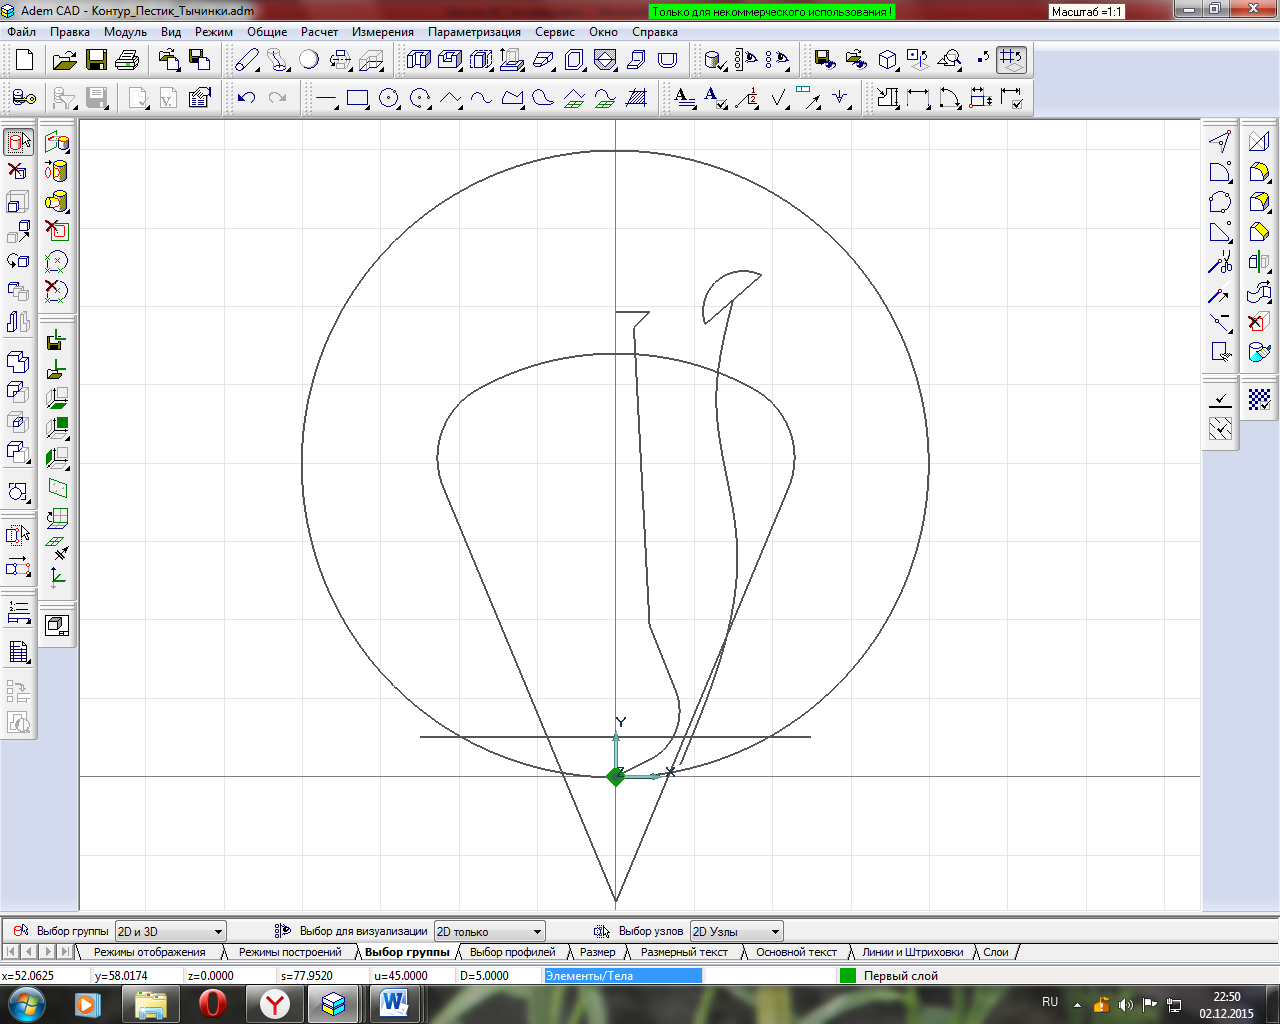 Adem CAD - Контур_Пестик_Тычинки.adm
Только для некоммерческого использования !
Масштаб =1:1
Файл Правка Модуль Вид Режим Общие Расчет Измерения Параметризация Сервис Окно Справка
Y
Z X
Выбор группы 2D и 3D Выбор для визуализации 2D только Выбор узлов 2D Узлы
Режимы отображения Режимы построений Выбор группы Выбор профилей Размер Размерный текст Основной текст Линии и Штриховки Слои
x=52.0625 y=58.0174 z=0.0000 s=77.9520 u=45.0000 D=5.0000 Элементы/Тела Первый слой
RU 22:50
02.12.2015